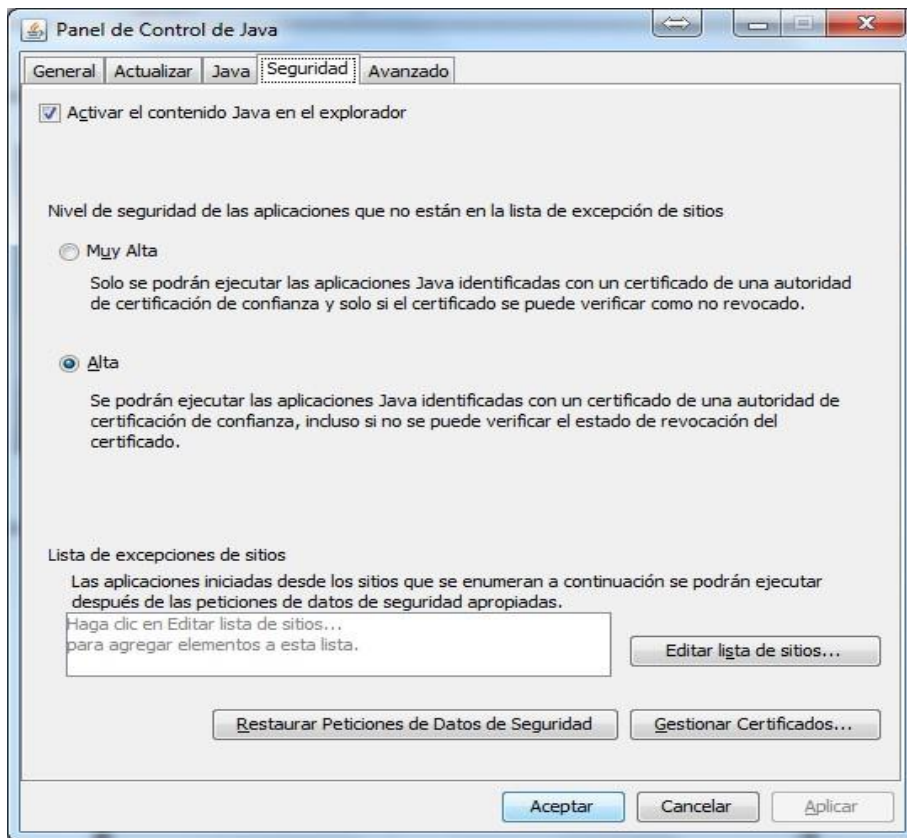 Panel de Control de Java
General Actualizar Java Seguridad Avanzado
Activar el contenido Java en el explorador
Nivel de seguridad de las aplicaciones que no están en la lista de excepción de sitios
Muy Alta
Solo se podrán ejecutar las aplicaciones Java identificadas con un certificado de una autoridad
de certificación de confianza y solo si el certificado se puede verificar como no revocado.
Alta
Se podrán ejecutar las aplicaciones Java identificadas con un certificado de una autoridad de
certificación de confianza, incluso si no se puede verificar el estado de revocación del
certificado.
Lista de excepciones de sitios
Las aplicaciones iniciadas desde los sitios que se enumeran a continuación se podrán ejecutar
después de las peticiones de datos de seguridad apropiadas.
Haga clic en Editar lista de sitios...
para agregar elementos a esta lista.
Editar lista de sitios...
Restaurar Peticiones de Datos de Seguridad Gestionar Certificados...
Aceptar Cancelar Aplicar